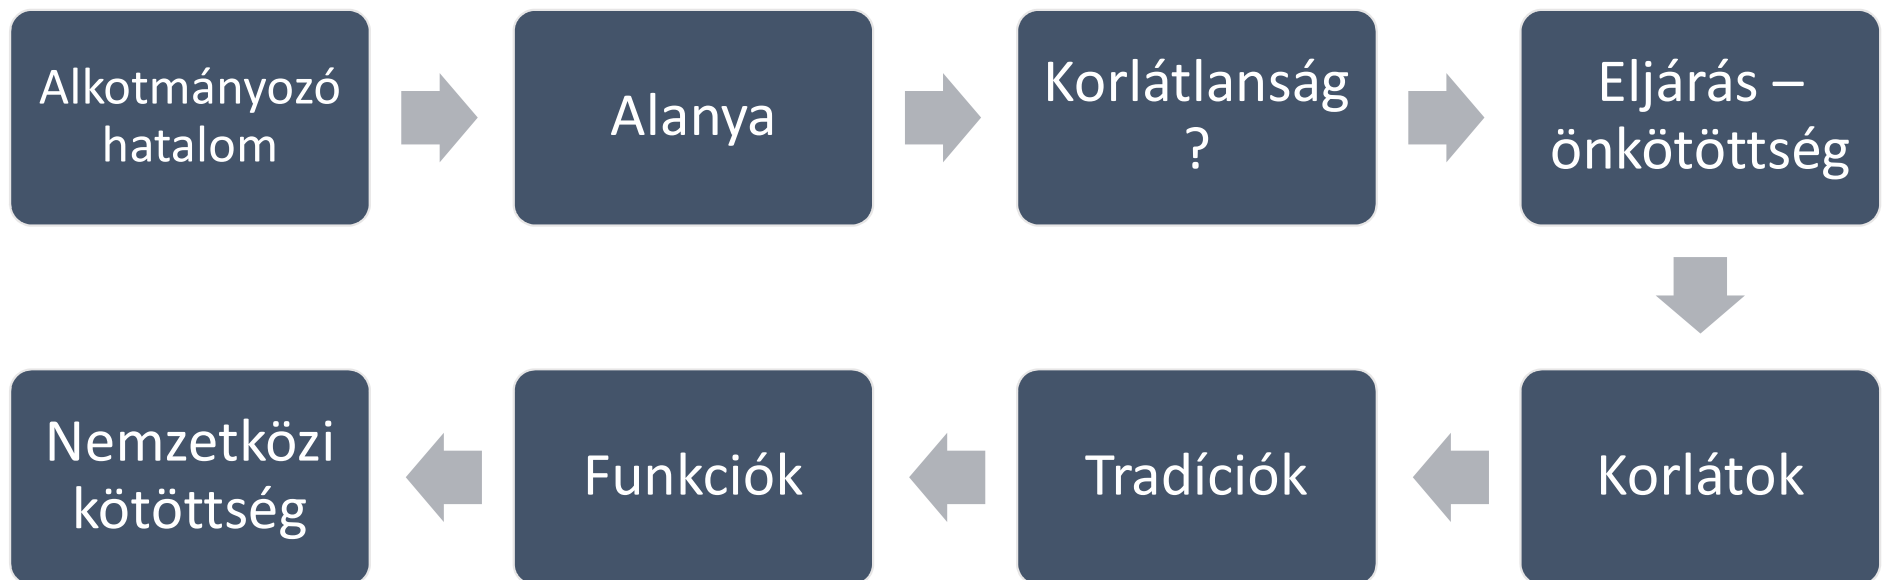 Alkotmányozó
hatalom
Alanya
Korlátlanság
?
Eljárás –
önkötöttség
Korlátok
Tradíciók
Funkciók
Nemzetközi
kötöttség